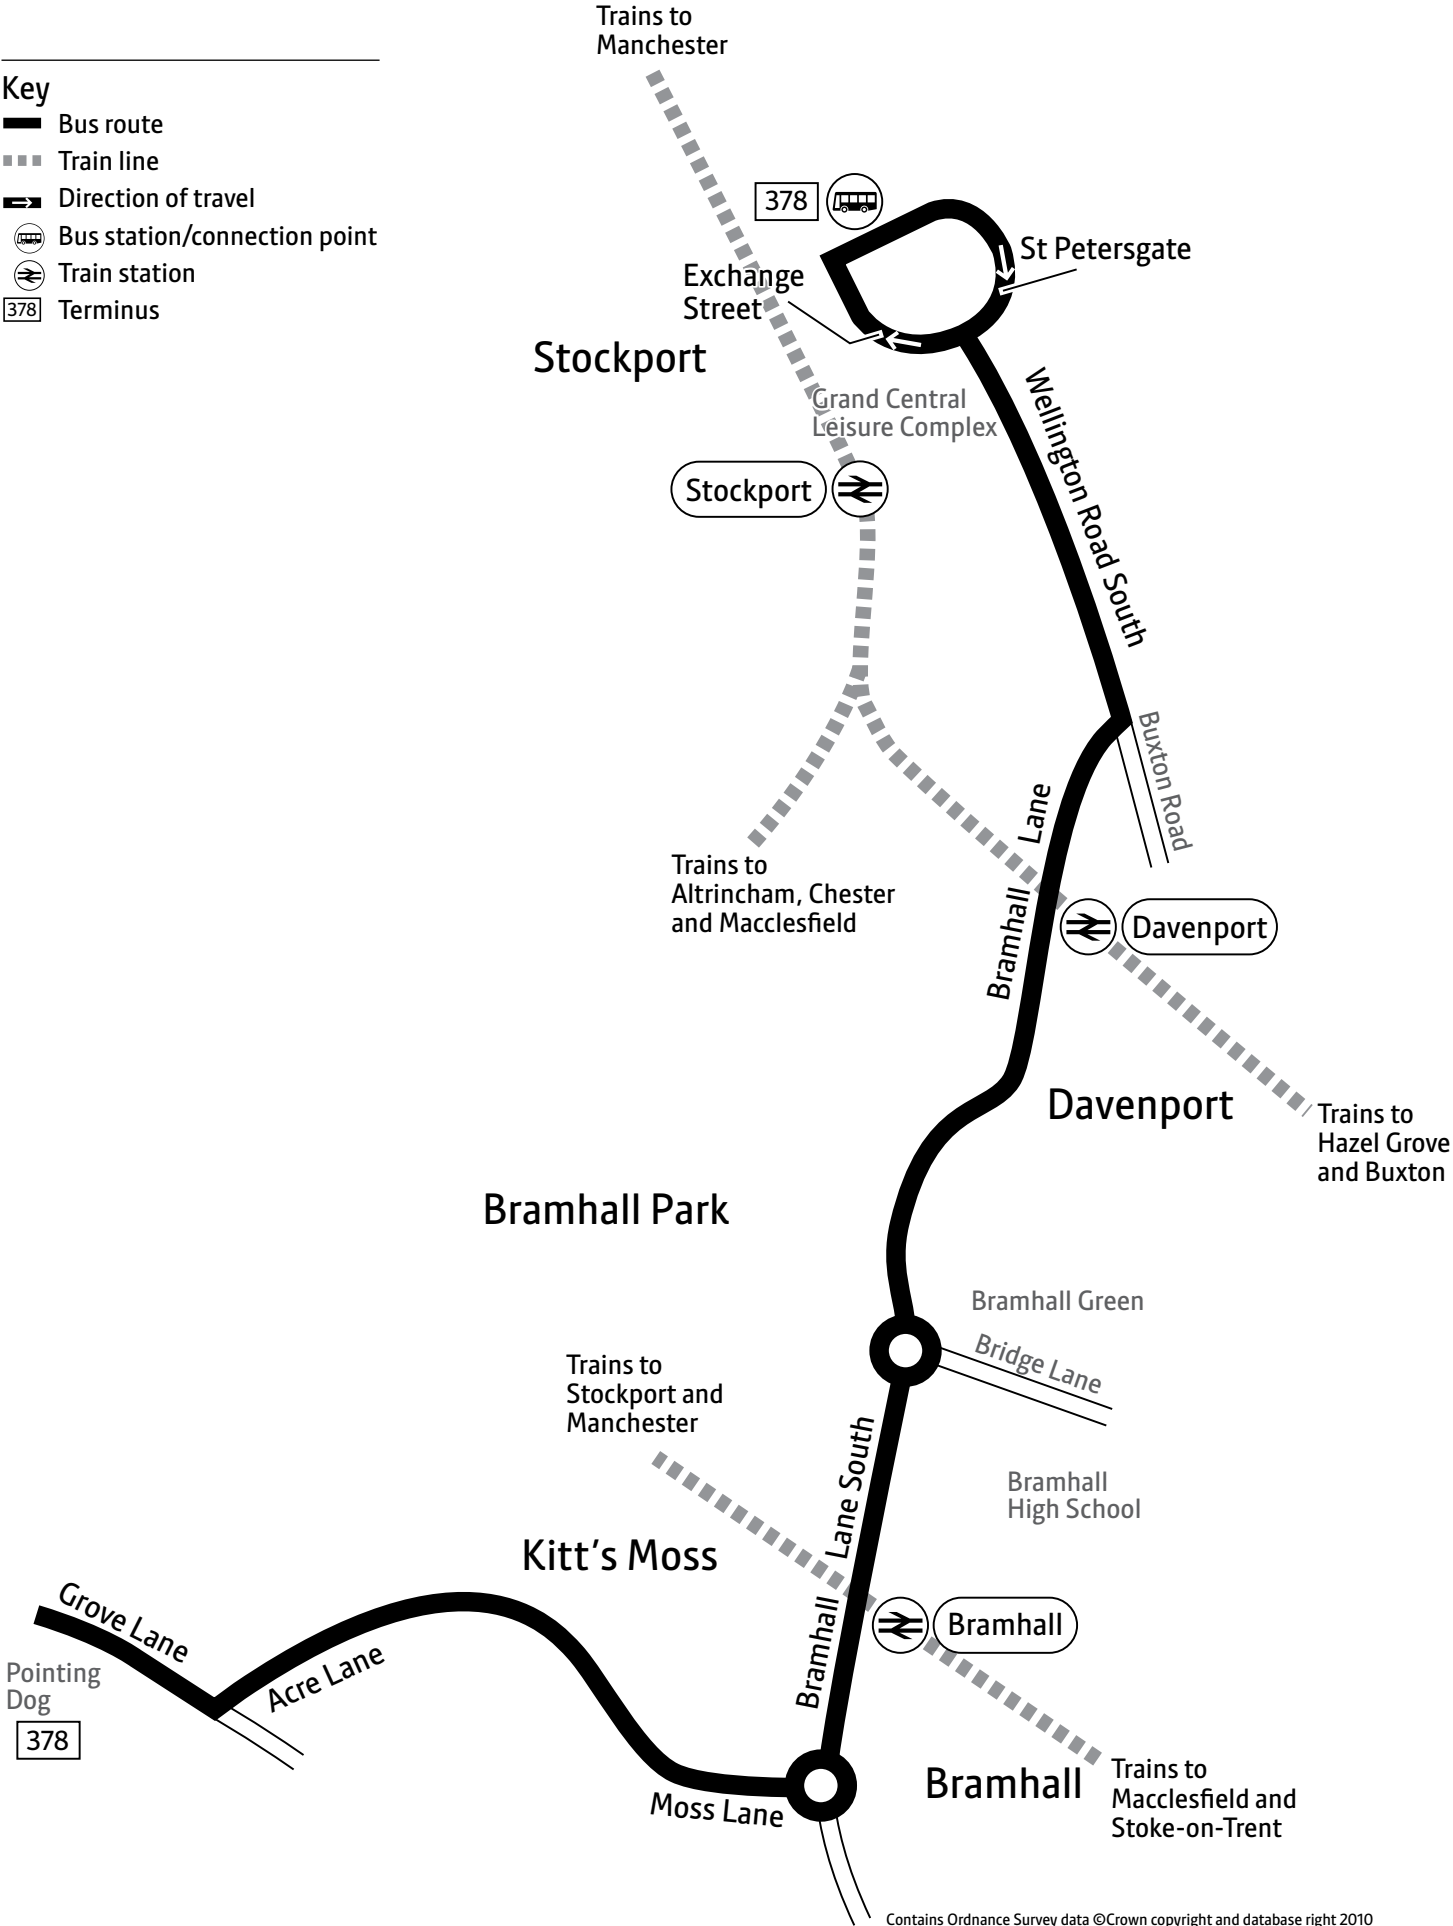 Trains to
Manchester
Key
Bus route
Train line
Direction of travel
Bus station/connection point
Train station
378 Terminus
378
St Petersgate
Exchange
Street
Stockport
Grand Central
Leisure Complex
Wellington Road South
Stockport
Buxton Road
Bramhall Lane
Trains to
Altrincham, Chester
and Macclesfield
Davenport
Davenport
Trains to
Hazel Grove
and Buxton
Bramhall Park
Bramhall Green
Bridge Lane
Trains to
Stockport and
Manchester
Bramhall Lane South
Bramhall
High School
Kitt's Moss
Grove Lane
Acre Lane
Bramhall
Pointing
Dog
378
Moss Lane
Bramhall
Trains to
Macclesfield and
Stoke-on-Trent
Contains Ordnance Survey data ©Crown copyright and database right 2010